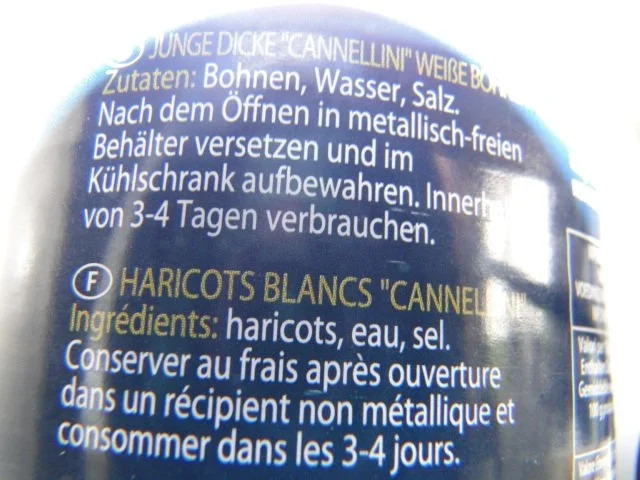 JUNGE DICKE "CANNELLINI" WEIßE
Zutaten: Bohnen, Wasser, Salz.
Nach dem Öffnen in metallisch-freien
Behälter versetzen und im
Kühlschrank aufbewahren.
von 3-4 Tagen verbrauchen.
F HARICOTS BLANCS "CANNELLINI"
Ingrédients: haricots, eau, sel.
Conserver au frais après ouverture
dans un récipient non métallique et
consommer dans les 3-4 jours.